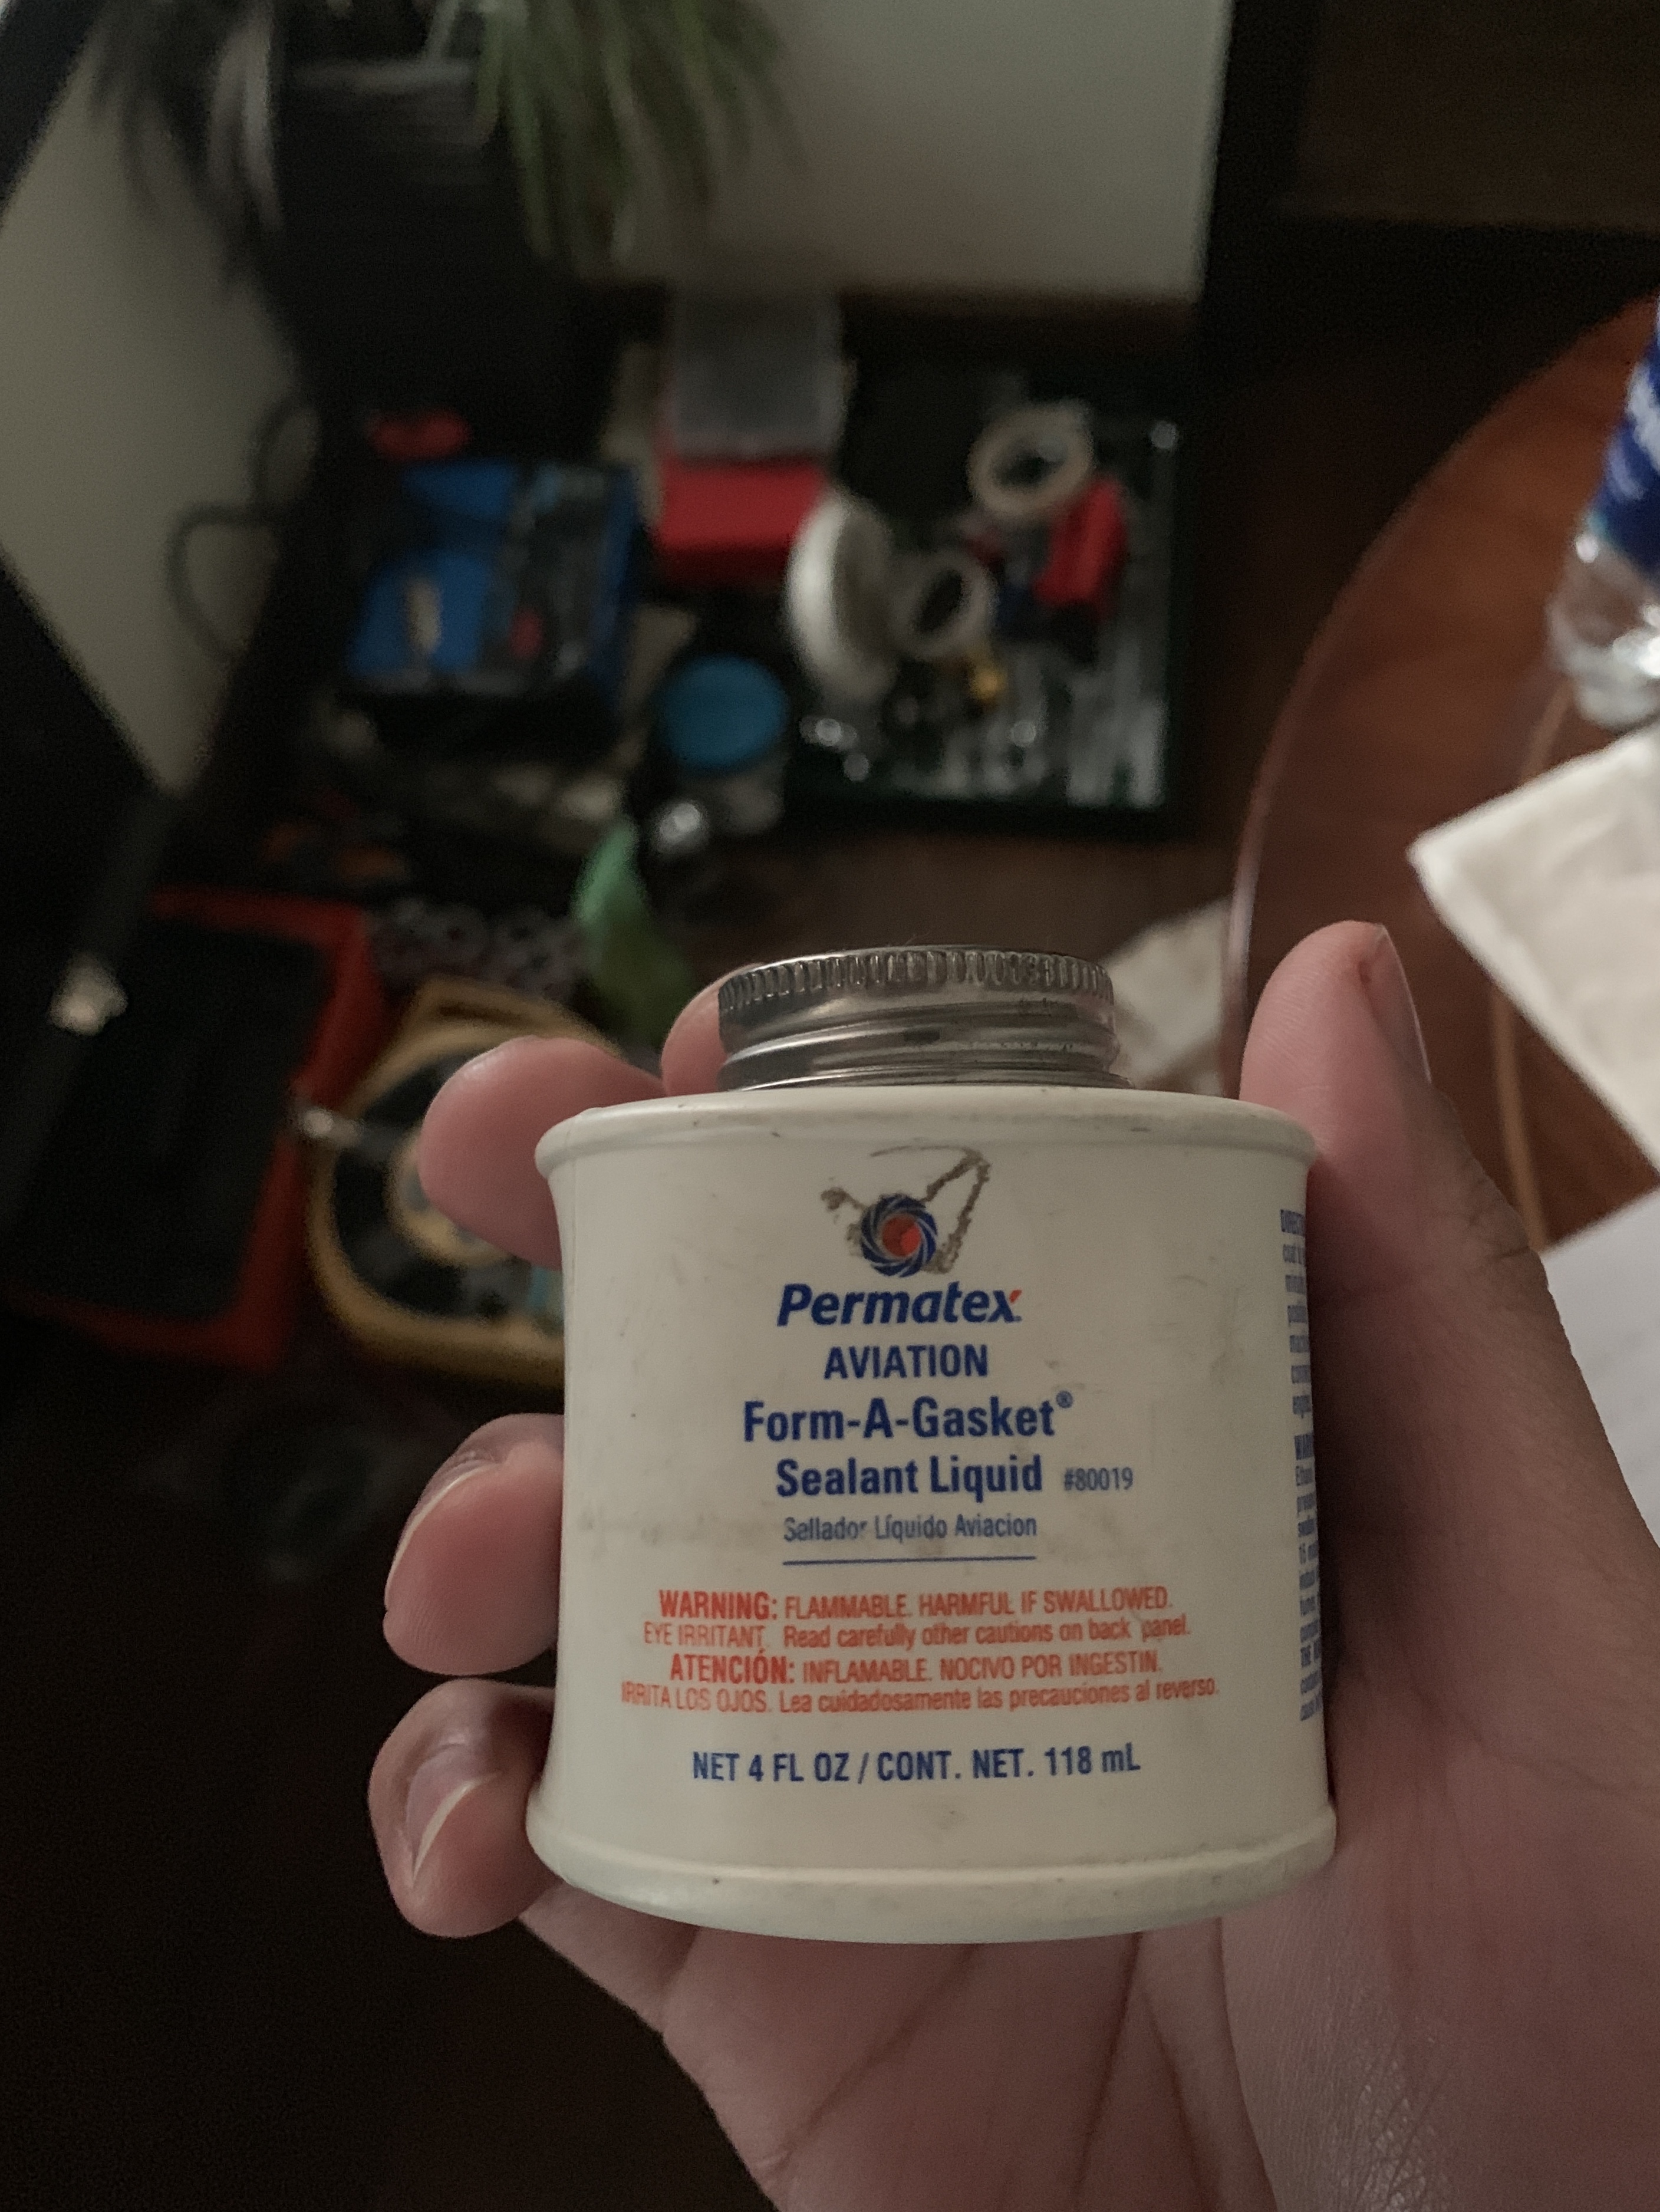 Permatex
AVIATION
Form-A-Gasket®
Sealant Liquid #80019
Sellador Líquido Aviacion
WARNING: FLAMMABLE. HARMFUL IF SWALLOWED.
EYE IRRITANT. Read carefully other cautions on back panel.
ATENCIÓN: INFLAMABLE. NOCIVO POR INGESTIN.
IRRITA LOS OJOS. Lea cuidadosamente las precauciones al reverso.
NET 4 FL OZ / CONT. NET. 118 mL